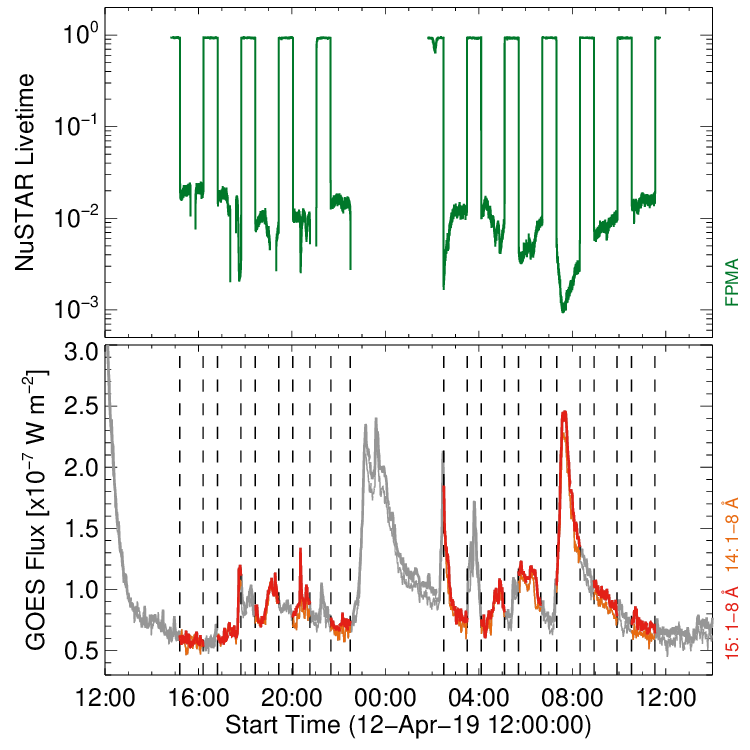 10⁰
10⁻¹
10⁻²
10⁻³
NuSTAR Livetime
FPMA
3.0
2.5
2.0
1.5
1.0
0.5
GOES Flux [x10⁻⁷ W m⁻²]
15: 1−8 Å 14: 1−8 Å
12:00 16:00 20:00 00:00 04:00 08:00 12:00
Start Time (12−Apr−19 12:00:00)